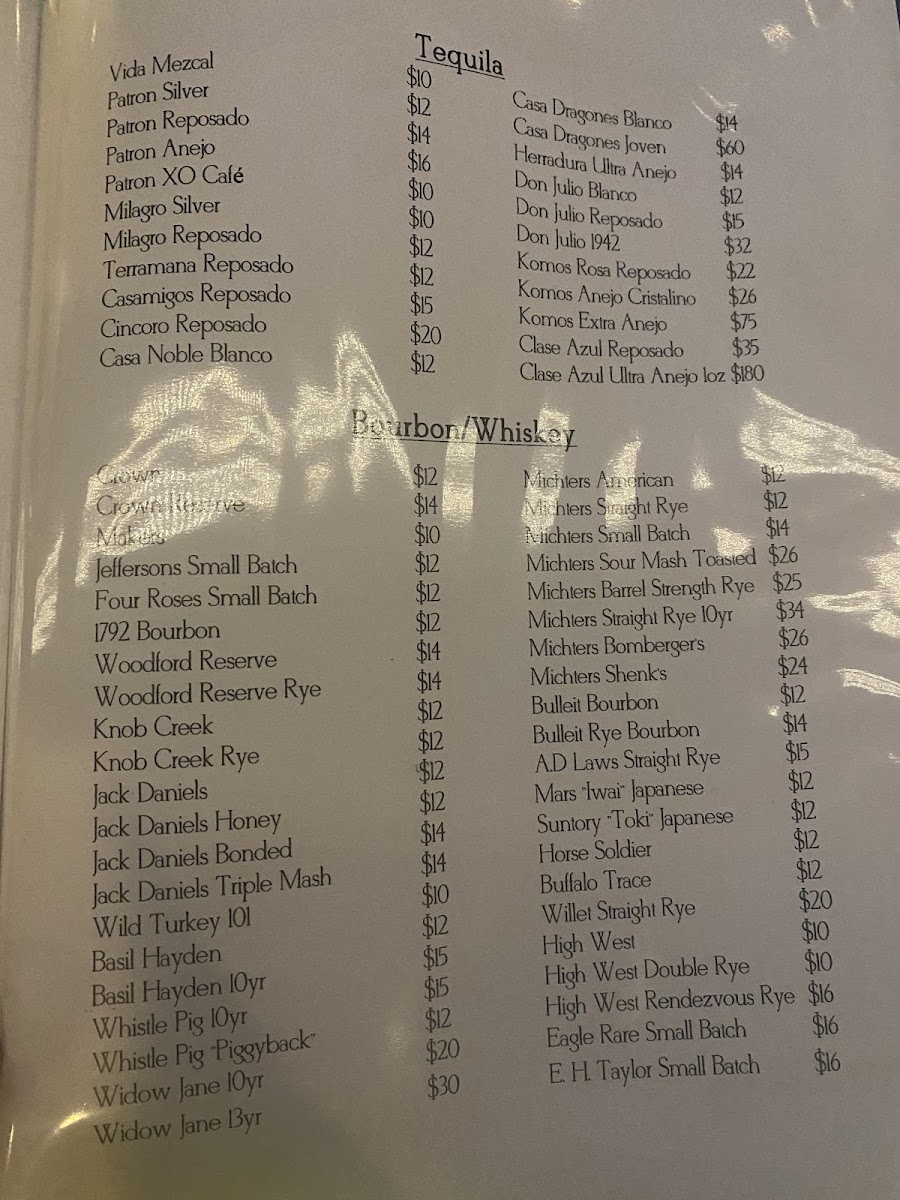 Tequila
Vida Mezcal $10
Patron Silver $12
Patron Reposado $14
Patron Anejo $16
Patron XO Café $10
Milagro Silver $10
Milagro Reposado $12
Terramana Reposado $12
Casamigos Reposado $15
Cincoro Reposado $20
Casa Noble Blanco $12
Casa Dragones Blanco $14
Casa Dragones Joven $60
Herradura Ultra Anejo $14
Don Julio Blanco $12
Don Julio Reposado $15
Don Julio 1942 $32
Komos Rosa Reposado $22
Komos Anejo Cristalino $26
Komos Extra Anejo $75
Clase Azul Reposado $35
Clase Azul Ultra Anejo 1oz $180
Bourbon/Whiskey
Crown $12
Crown Reserve $14
Makers $10
Jeffersons Small Batch $12
Four Roses Small Batch $12
1792 Bourbon $12
Woodford Reserve $14
Woodford Reserve Rye $14
Knob Creek $12
Knob Creek Rye $12
Jack Daniels $12
Jack Daniels Honey $12
Jack Daniels Bonded $14
Jack Daniels Triple Mash $14
Wild Turkey 101 $10
Basil Hayden $12
Basil Hayden 10yr $15
Whistle Pig 10yr $15
Whistle Pig "Piggyback" $12
Widow Jane 10yr $20
Widow Jane 13yr $30
Michters American $12
Michters Straight Rye $12
Michters Small Batch $14
Michters Sour Mash Toasted $26
Michters Barrel Strength Rye $25
Michters Straight Rye 10yr $34
Michters Bomberger's $26
Michters Shenk's $24
Bulleit Bourbon $12
Bulleit Rye Bourbon $14
A.D Laws Straight Rye $15
Mars "Iwai" Japanese $12
Suntory "Toki" Japanese $12
Horse Soldier $12
Buffalo Trace $12
Willet Straight Rye $20
High West $10
High West Double Rye $10
High West Rendezvous Rye $16
Eagle Rare Small Batch $16
E. H. Taylor Small Batch $16